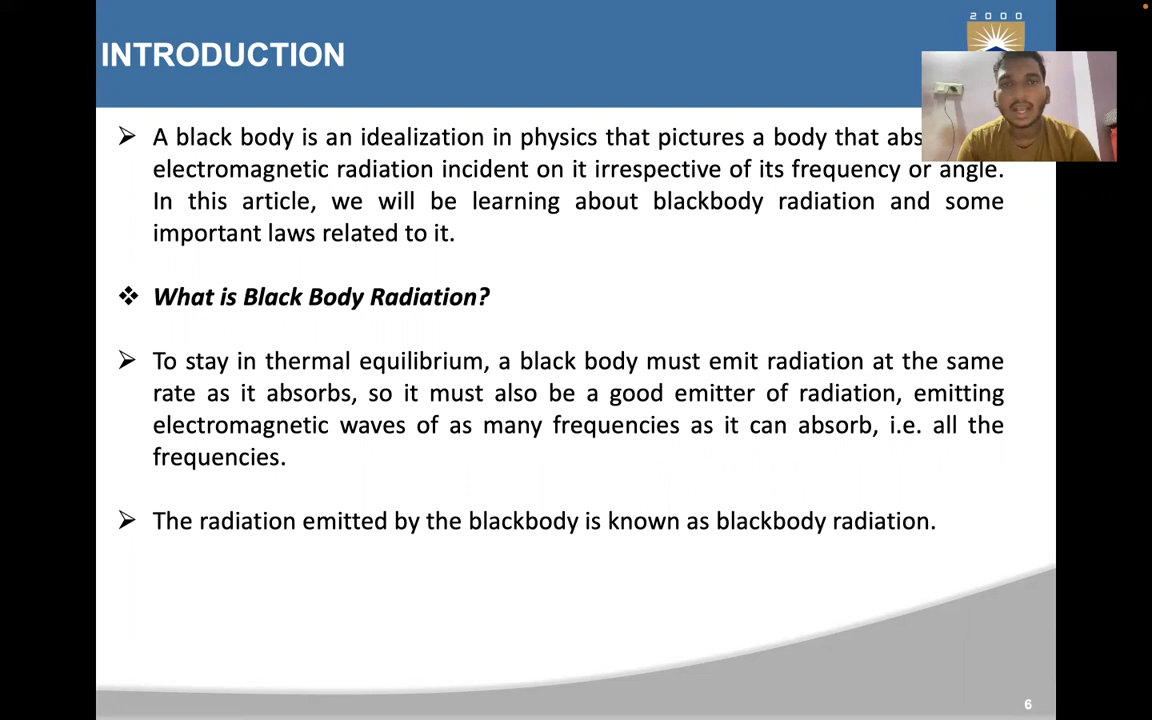 2000
INTRODUCTION
A black body is an idealization in physics that pictures a body that
electromagnetic radiation incident on it irrespective of its frequency or angle.
In this article, we will be learning about blackbody radiation and some
important laws related to it.
What is Black Body Radiation?
To stay in thermal equilibrium, a black body must emit radiation at the same
rate as it absorbs, so it must also be a good emitter of radiation, emitting
electromagnetic waves of as many frequencies as it can absorb, i.e. all the
frequencies.
The radiation emitted by the blackbody is known as blackbody radiation.
6